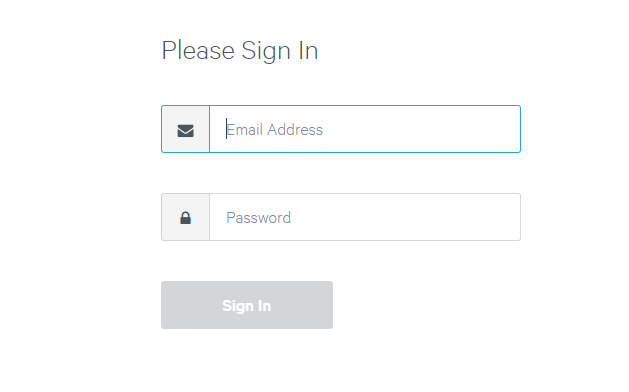 Please Sign In
Email Address
Password
Sign In